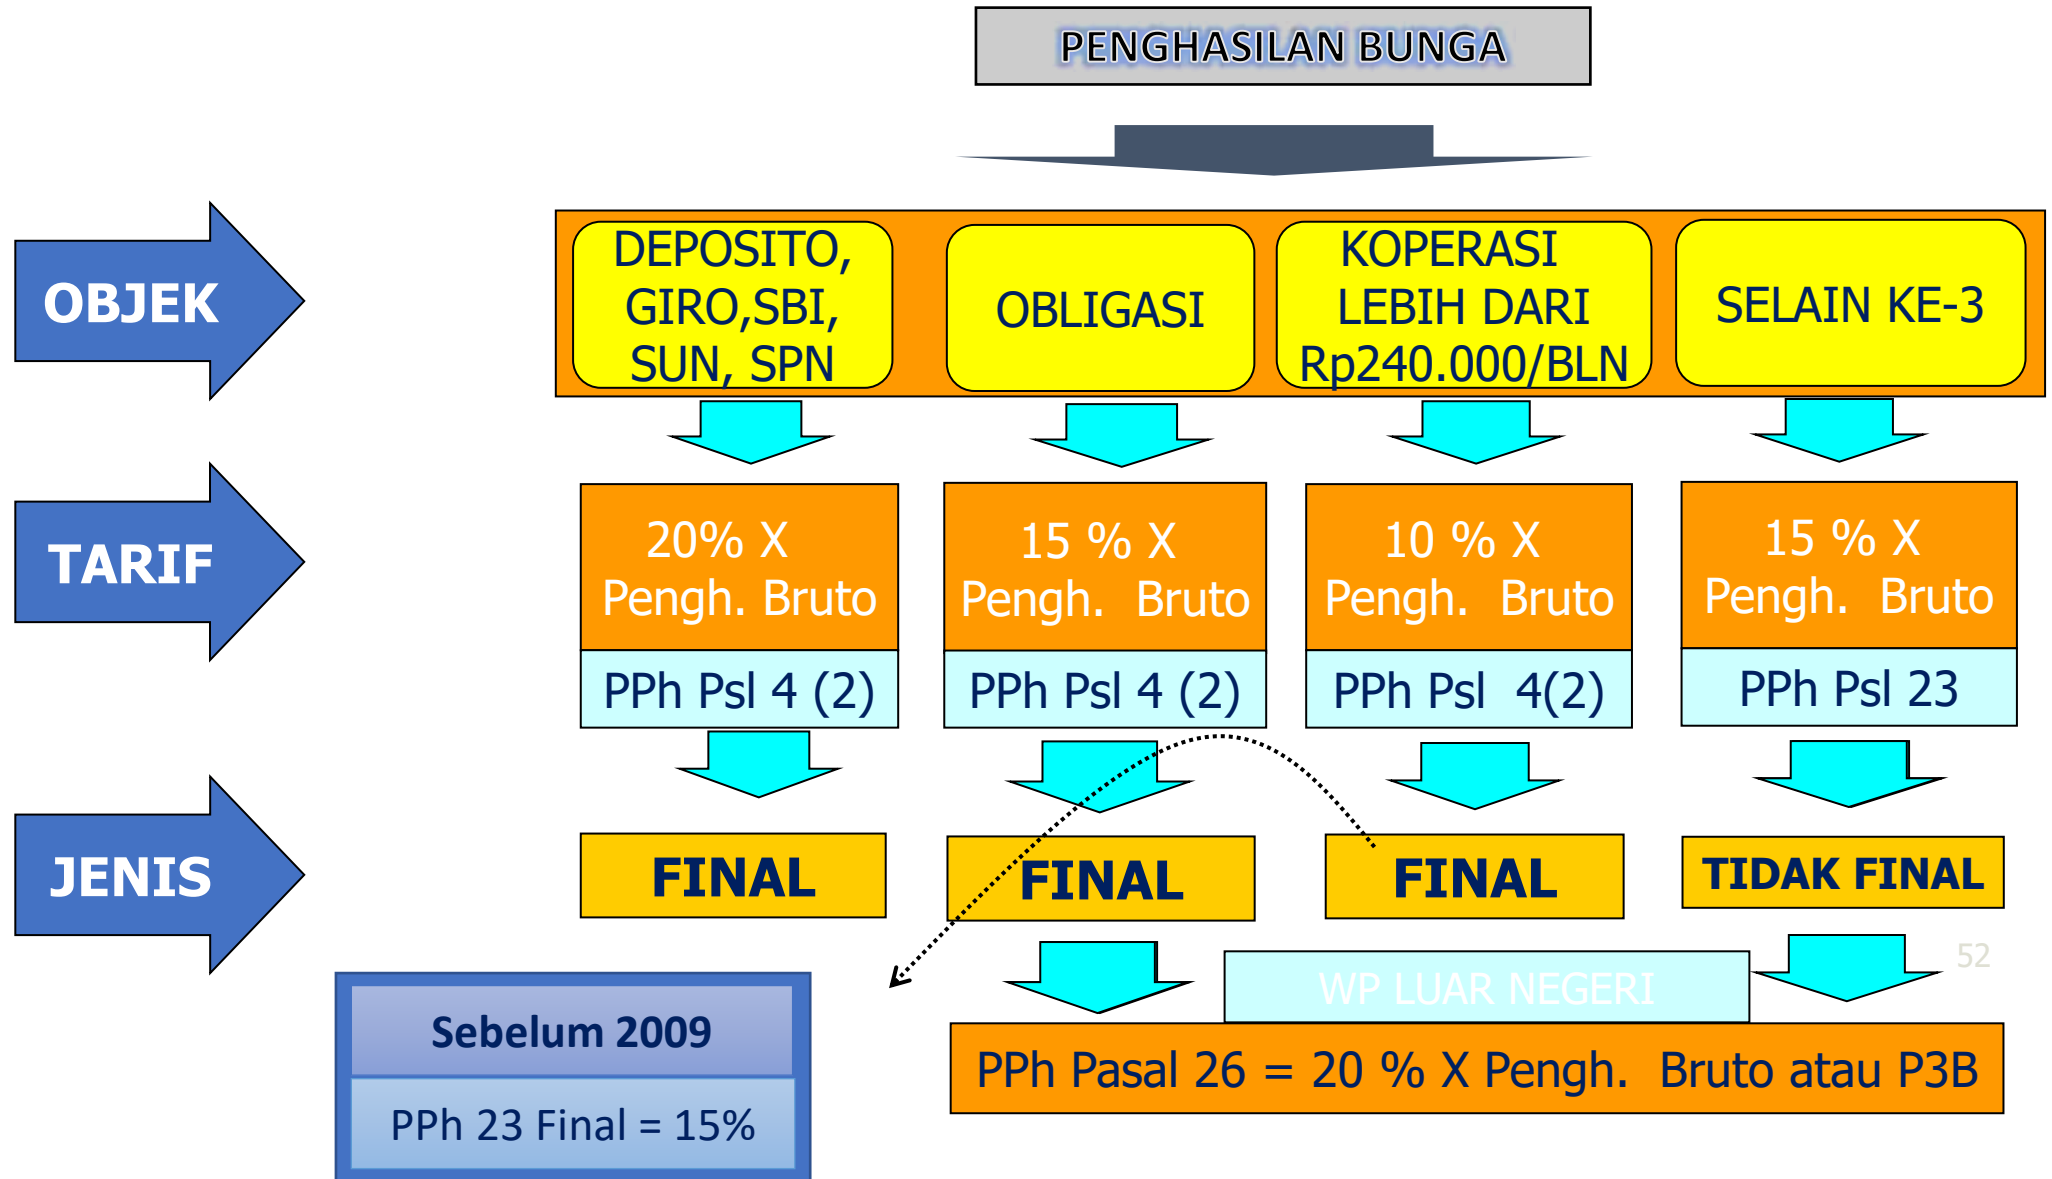 PENGHASILAN BUNGA
OBJEK
DEPOSITO,
GIRO,SBI,
SUN, SPN
OBLIGASI
KOPERASI
LEBIH DARI
Rp240.000/BLN
SELAIN KE-3
TARIF
20% X
Pengh. Bruto
PPh Psl 4 (2)
15 % X
Pengh. Bruto
PPh Psl 4 (2)
10 % X
Pengh. Bruto
PPh Psl 4(2)
15 % X
Pengh. Bruto
PPh Psl 23
JENIS
FINAL
FINAL
FINAL
TIDAK FINAL
52
WP LUAR NEGERI
PPh Pasal 26 = 20 % X Pengh. Bruto atau P3B
Sebelum 2009
PPh 23 Final = 15%